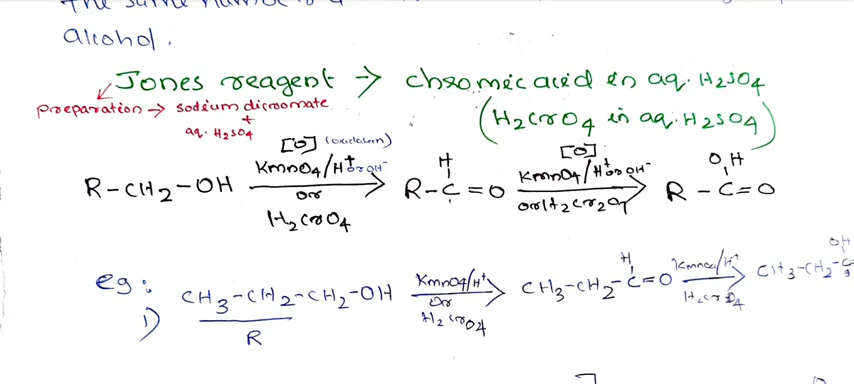 alcohol.
Jones reagent → chromic acid in aq. H2SO4
preparation → sodium dicromate + aq. H2SO4
(H2CrO4 in aq. H2SO4)
R-CH2-OH [O] (oxidation) KmnO4/H+ or OH- or H2CrO4 → R-C=O H [O] KmnO4/H+ or OH- → R-C=O OH
eg:
1) CH3-CH2-CH2-OH KmnO4/H+ or H2CrO4 → CH3-CH2-C=O H KmnO4/H+ H2CrO4 → CH3-CH2-C OH
R